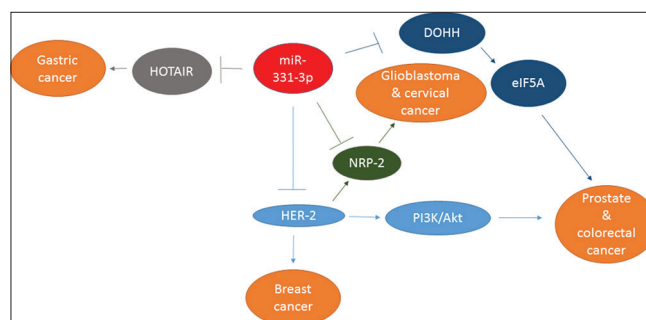 DOHH
Gastric
cancer
HOTAIR
miR-
331-3p
Glioblastoma
& cervical
cancer
eIF5A
NRP-2
HER-2
PI3K/Akt
Prostate
&
colorectal
cancer
Breast
cancer